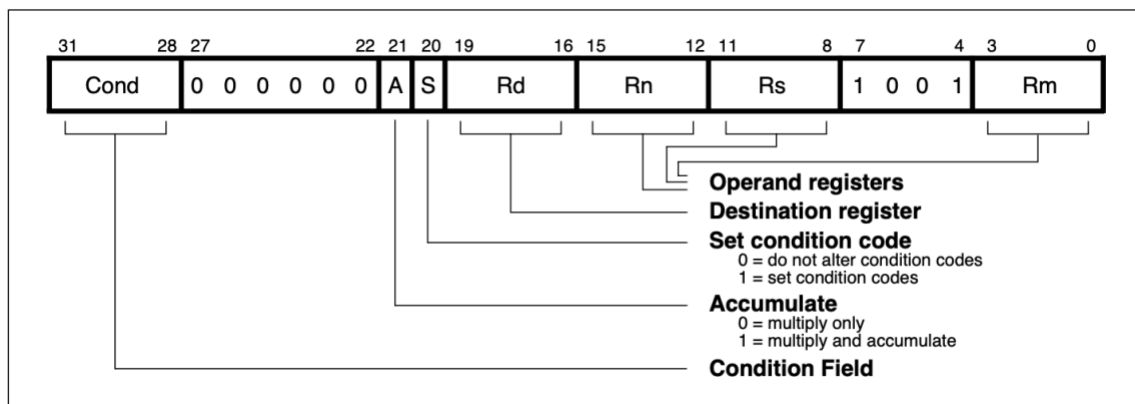 31 28 27 22 21 20 19 16 15 12 11 8 7 4 3 0
Cond 0 0 0 0 0 0 A S Rd Rn Rs 1 0 0 1 Rm
Operand registers
Destination register
Set condition code
0 = do not alter condition codes
1 = set condition codes
Accumulate
0 = multiply only
1 = multiply and accumulate
Condition Field